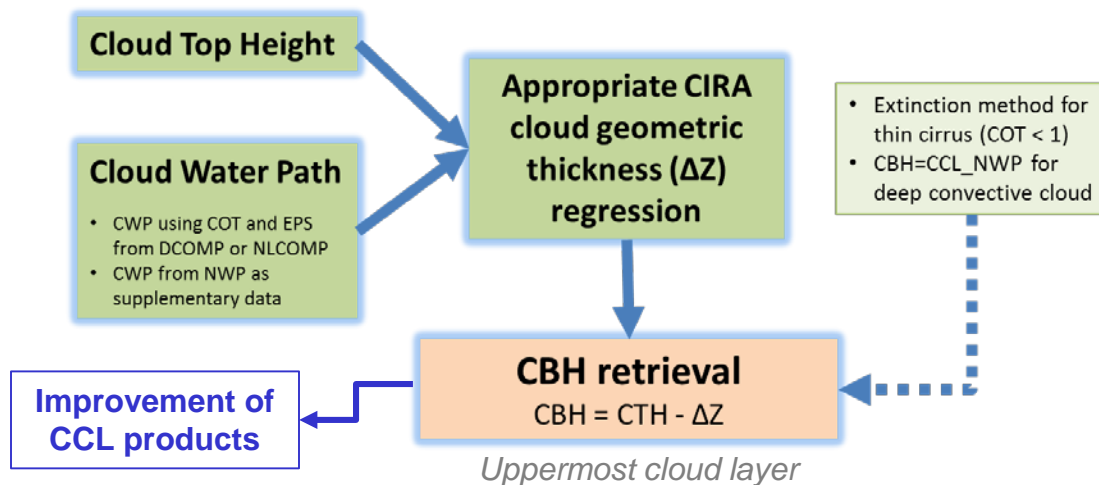 Cloud Top Height
Cloud Water Path
• CWP using COT and EPS
from DCOMP or NLCOMP
• CWP from NWP as
supplementary data
Appropriate CIRA
cloud geometric
thickness (ΔZ)
regression
• Extinction method for
thin cirrus (COT < 1)
• CBH=CCL_NWP for
deep convective cloud
CBH retrieval
CBH = CTH - ΔZ
Improvement of
CCL products
Uppermost cloud layer